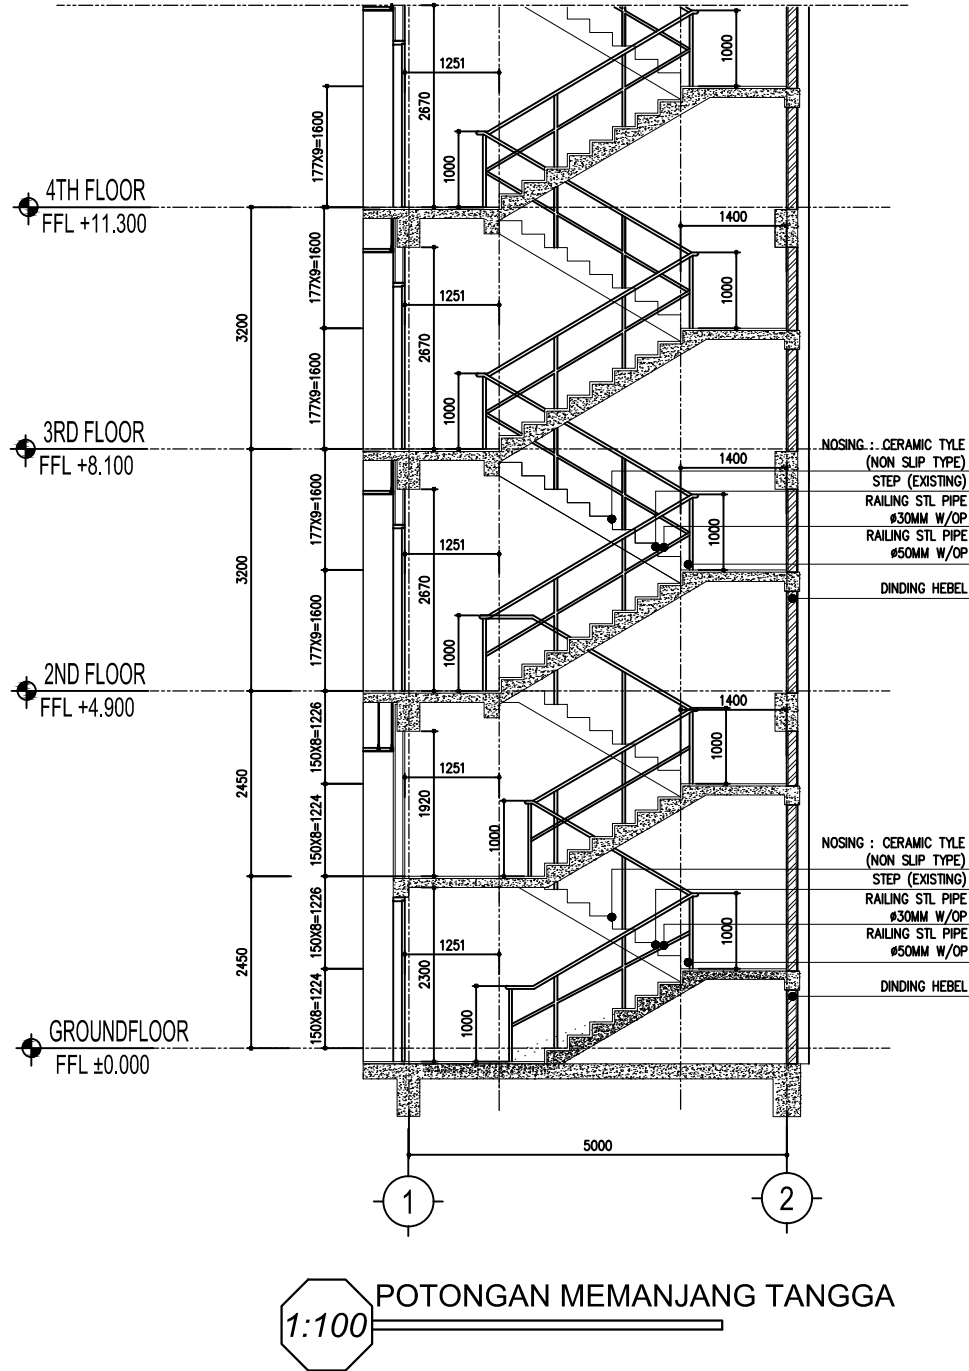 1251
1000
2670
177X9=1600
1000
4TH FLOOR
FFL +11.300
1400
177X9=1600
1000
1251
3200
2670
177X9=1600
1000
3RD FLOOR
FFL +8.100
NOSING : CERAMIC TYLE
(NON SLIP TYPE)
STEP (EXISTING)
RAILING STL PIPE
ø30MM W/OP
RAILING STL PIPE
ø50MM W/OP
DINDING HEBEL
1400
177X9=1600
1000
1251
3200
2670
177X9=1600
1000
2ND FLOOR
FFL +4.900
1400
150X8=1226
1000
1251
2450
1920
150X8=1224
1000
NOSING : CERAMIC TYLE
(NON SLIP TYPE)
STEP (EXISTING)
RAILING STL PIPE
ø30MM W/OP
RAILING STL PIPE
ø50MM W/OP
DINDING HEBEL
150X8=1226
1000
1251
2450
2300
150X8=1224
1000
GROUNDFLOOR
FFL ±0.000
5000
1
2
POTONGAN MEMANJANG TANGGA
1:100